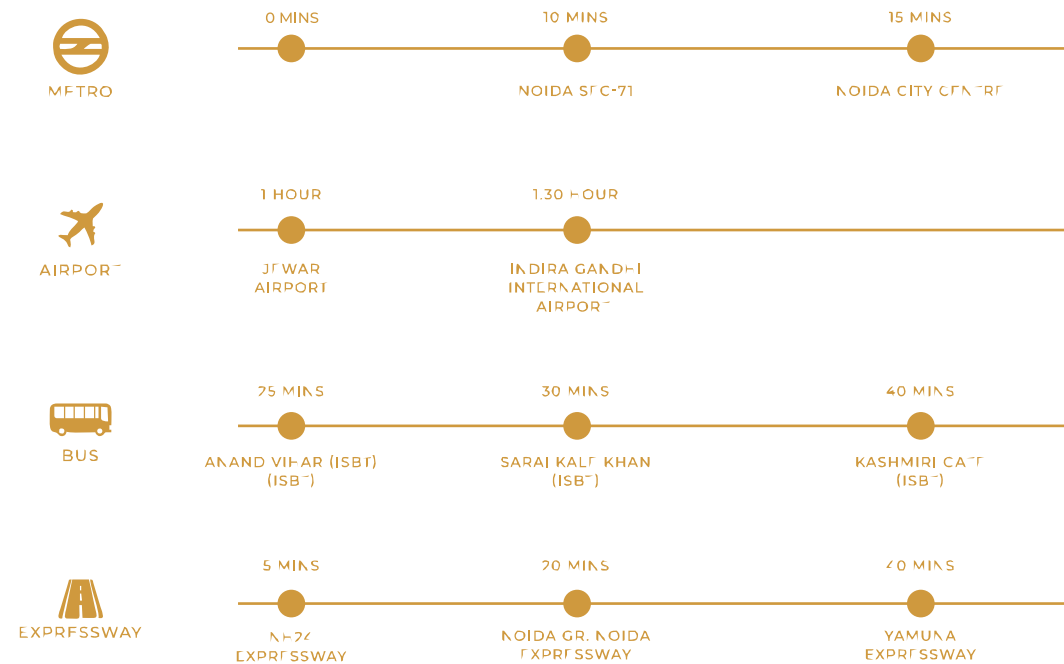 0 MINS
10 MINS
15 MINS
METRO
NOIDA SEC-71
NOIDA CITY CENTRE
1 HOUR
1.30 HOUR
AIRPORT
JEWAR
AIRPORT
INDIRA GANDHI
INTERNATIONAL
AIRPORT
25 MINS
30 MINS
40 MINS
BUS
ANAND VIHAR (ISBT)
(ISBT)
SARAI KALE KHAN
(ISBT)
KASHMIRI GATE
(ISBT)
5 MINS
20 MINS
40 MINS
EXPRESSWAY
NH24
EXPRESSWAY
NOIDA GR. NOIDA
EXPRESSWAY
YAMUNA
EXPRESSWAY